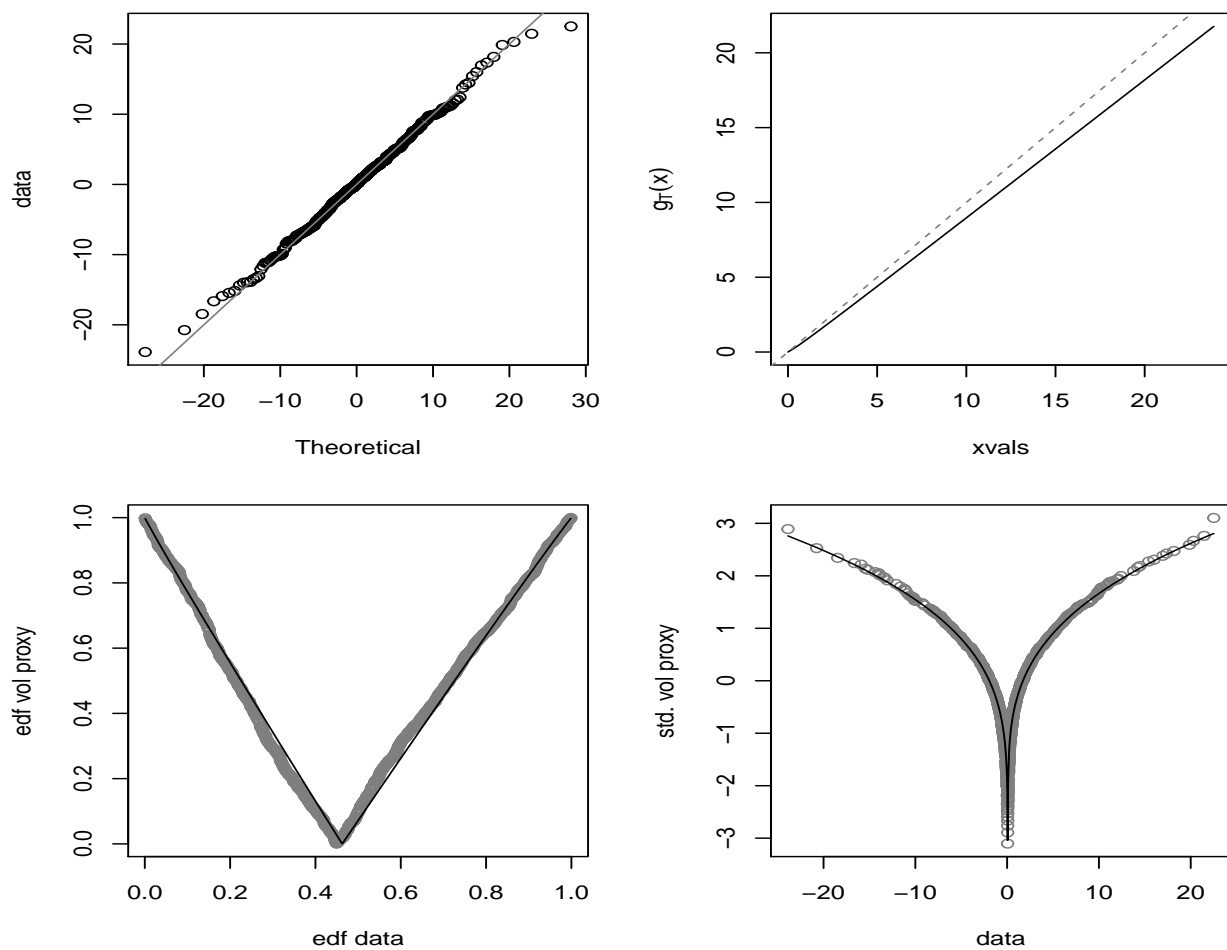 data
20
10
0
−10
−20
−20 −10 0 10 20 30
Theoretical
gT(x)
20
15
10
5
0
0 5 10 15 20
xvals
edf vol proxy
1.0
0.8
0.6
0.4
0.2
0.0
0.0 0.2 0.4 0.6 0.8 1.0
edf data
std. vol proxy
3
2
1
0
−1
−2
−3
−20 −10 0 10 20
data